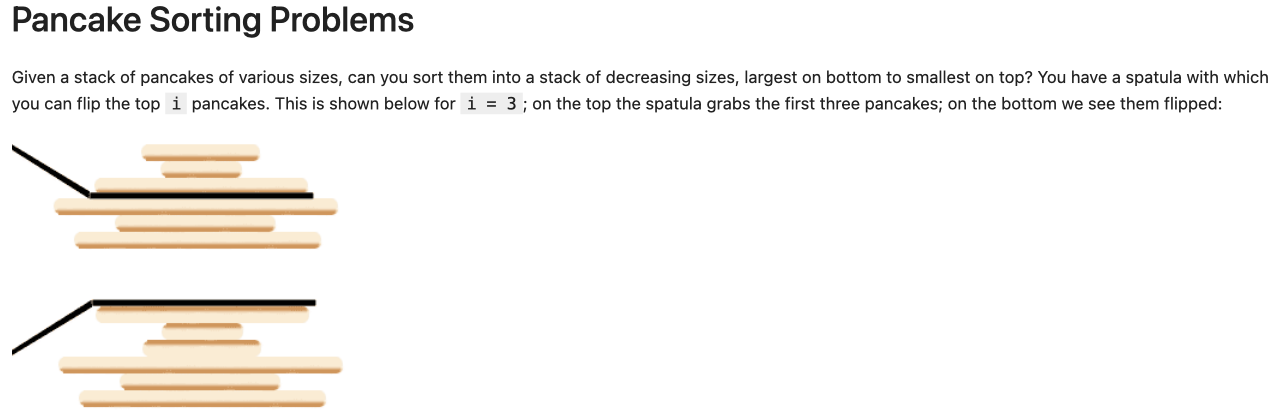 Pancake Sorting Problems
Given a stack of pancakes of various sizes, can you sort them into a stack of decreasing sizes, largest on bottom to smallest on top? You have a spatula with which
you can flip the top i pancakes. This is shown below for i = 3 ; on the top the spatula grabs the first three pancakes; on the bottom we see them flipped: